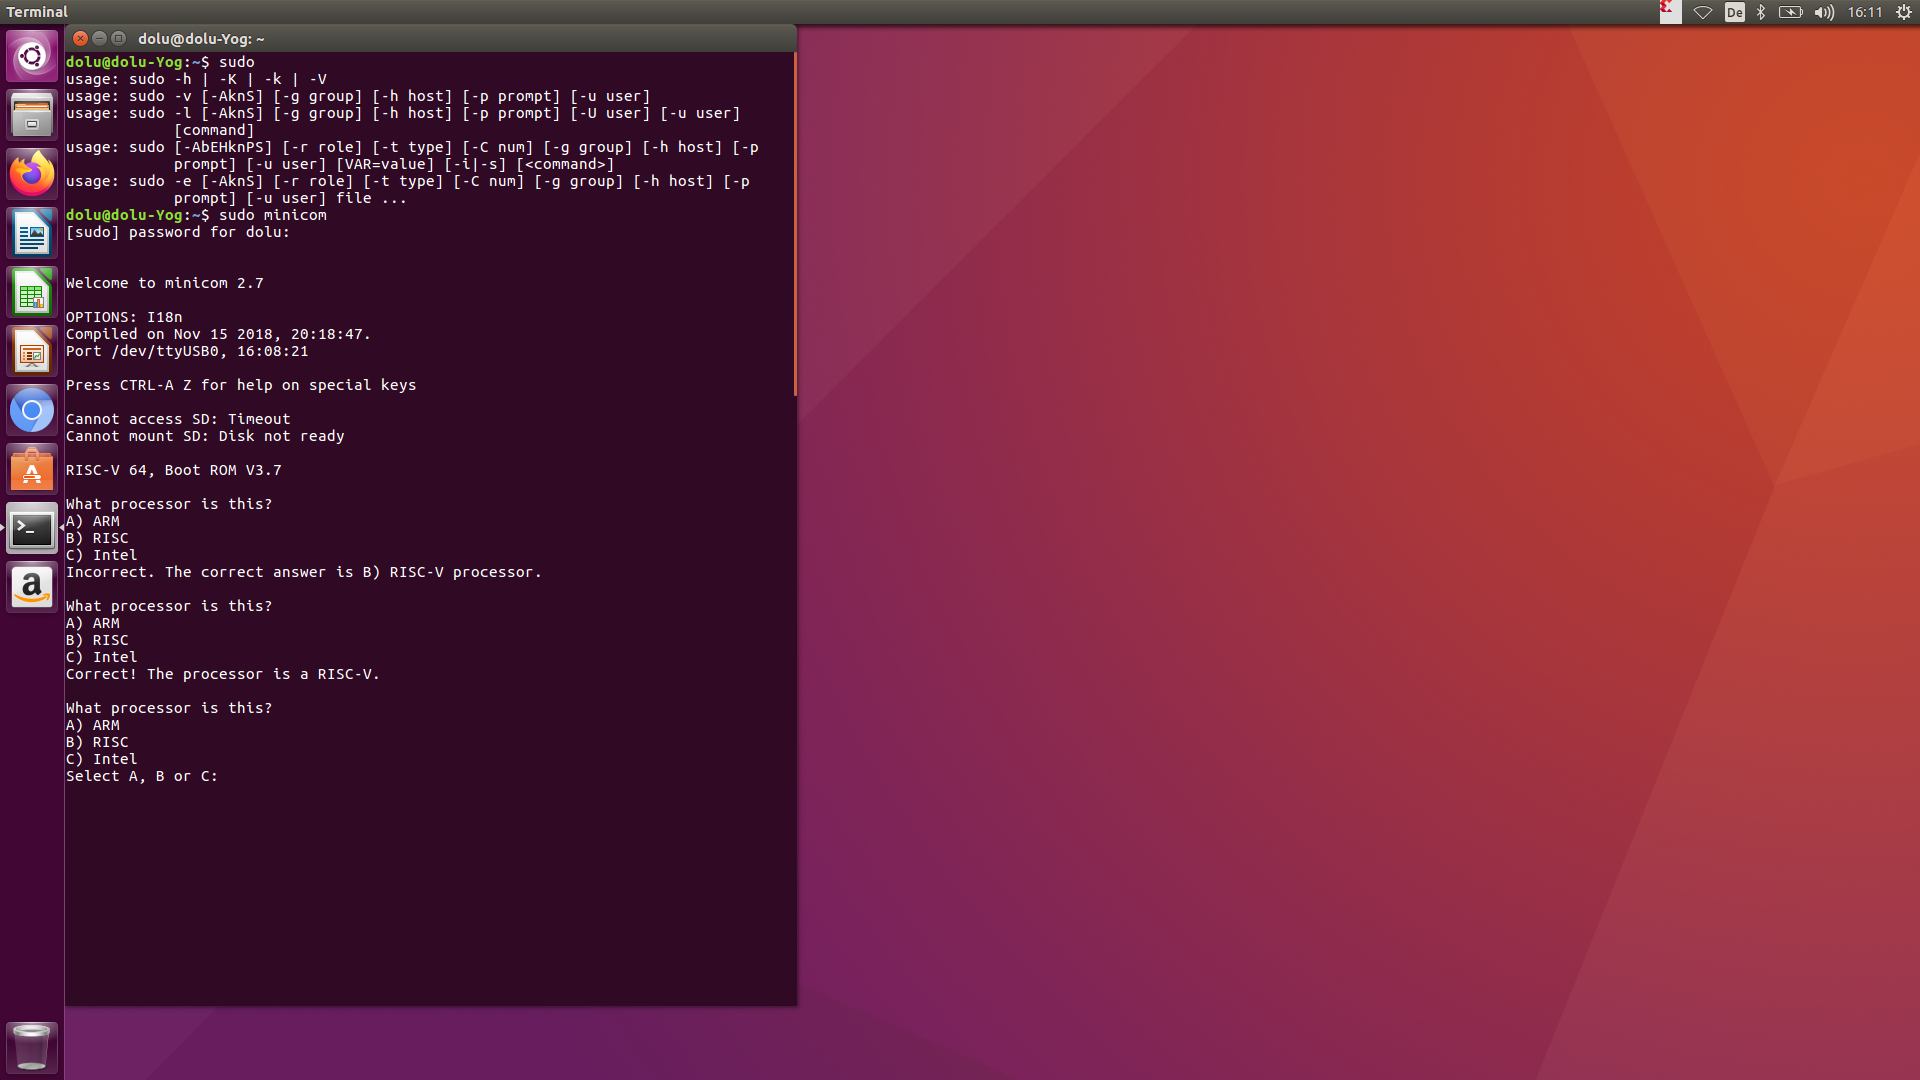 Terminal
De
16:11
dolu@dolu-Yog: ~
dolu@dolu-Yog:~$ sudo
usage: sudo -h | -K | -k | -V
usage: sudo -v [-AknS] [-g group] [-h host] [-p prompt] [-u user]
usage: sudo -l [-AknS] [-g group] [-h host] [-p prompt] [-U user] [-u user]
[command]
usage: sudo [-AbEHknPS] [-r role] [-t type] [-C num] [-g group] [-h host] [-p
prompt] [-u user] [VAR=value] [-i|-s] [<command>]
usage: sudo -e [-AknS] [-r role] [-t type] [-C num] [-g group] [-h host] [-p
prompt] [-u user] file ...
dolu@dolu-Yog:~$ sudo minicom
[sudo] password for dolu:
Welcome to minicom 2.7
OPTIONS: I18n
Compiled on Nov 15 2018, 20:18:47.
Port /dev/ttyUSB0, 16:08:21
Press CTRL-A Z for help on special keys
Cannot access SD: Timeout
Cannot mount SD: Disk not ready
RISC-V 64, Boot ROM V3.7
What processor is this?
A) ARM
B) RISC
C) Intel
Incorrect. The correct answer is B) RISC-V processor.
What processor is this?
A) ARM
B) RISC
C) Intel
Correct! The processor is a RISC-V.
What processor is this?
A) ARM
B) RISC
C) Intel
Select A, B or C: